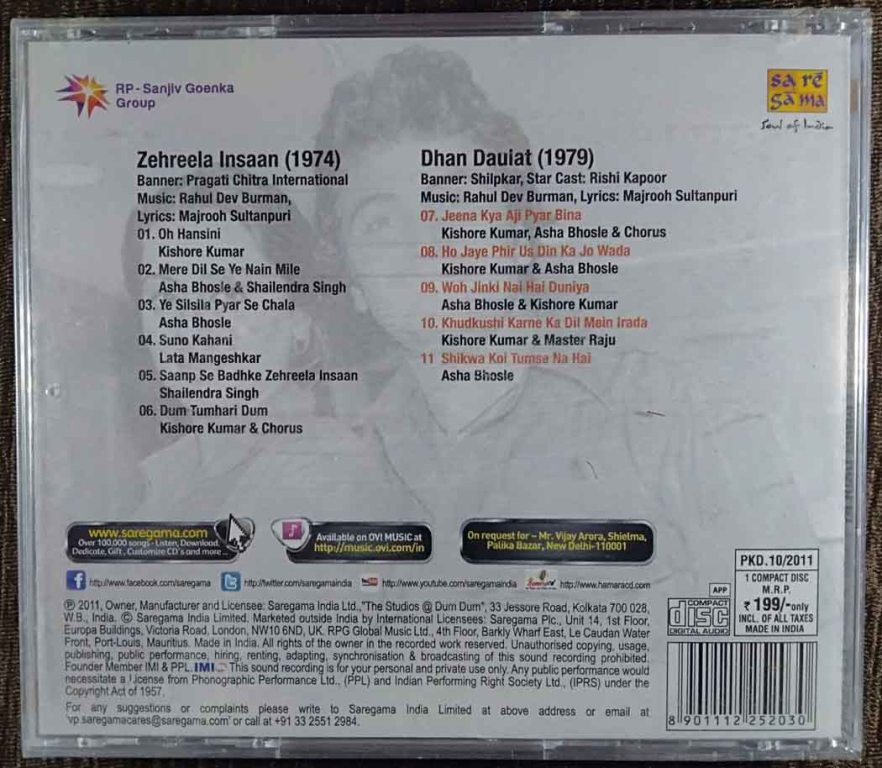 RP-Sanjiv Goenka
Group
sa rē
gā ma
Soul of India
Zehreela Insaan (1974)
Banner: Pragati Chitra International
Music: Rahul Dev Burman,
Lyrics: Majrooh Sultanpuri
01. Oh Hansini
Kishore Kumar
02. Mere Dil Se Ye Nain Mile
Asha Bhosle & Shailendra Singh
03. Ye Silsila Pyar Se Chala
Asha Bhosle
04. Suno Kahani
Lata Mangeshkar
05. Saanp Se Badhke Zehreela Insaan
Shailendra Singh
06. Dum Tumhari Dum
Kishore Kumar & Chorus
Dhan Dauiat (1979)
Banner: Shilpkar, Star Cast: Rishi Kapoor
Music: Rahul Dev Burman, Lyrics: Majrooh Sultanpuri
07. Jeena Kya Aji Pyar Bina
Kishore Kumar, Asha Bhosle & Chorus
08. Ho Jaye Phir Us Din Ka Jo Wada
Kishore Kumar & Asha Bhosle
09. Woh Jinki Nai Hai Duniya
Asha Bhosle & Kishore Kumar
10. Khudkushi Karne Ka Dil Mein Irada
Kishore Kumar & Master Raju
11 Shikwa Koi Tumse Na Hai
Asha Bhosle
www.saregama.com
Over 100,000 songs - Listen, Download,
Dedicate, Gift, Customize CD's and more ...
Available on OVI MUSIC at
http://music.ovi.com/in
On request for - Mr. Vijay Arora, Shielma,
Palika Bazar, New Delhi-110001
http://www.facebook.com/saregama
http://twitter.com/saregamaindia
http://www.youtube.com/saregamaindia
http://www.hamaracd.com
℗ 2011, Owner, Manufacturer and Licensee: Saregama India Ltd.,"The Studios @ Dum Dum", 33 Jessore Road, Kolkata 700 028,
W.B., India. © Saregama India Limited. Marketed outside India by International Licensees: Saregama Plc., Unit 14, 1st Floor,
Europa Buildings, Victoria Road, London, NW10 6ND, UK. RPG Global Music Ltd., 4th Floor, Barkly Wharf East, Le Caudan Water
Front, Port-Louis, Mauritius. Made in India. All rights of the owner in the recorded work reserved. Unauthorised copying, usage,
publishing, public performance, hiring, renting, adapting, synchronisation & broadcasting of this sound recording prohibited.
Founder Member IMI & PPL. IMI This sound recording is for your personal and private use only. Any public performance would
necessitate a License from Phonographic Performance Ltd., (PPL) and Indian Performing Right Society Ltd., (IPRS) under the
Copyright Act of 1957.
For any suggestions or complaints please write to Saregama India Limited at above address or email at
'vp.saregamacares@saregama.com' or call at +91 33 2551 2984.
APP
COMPACT
disc
DIGITAL AUDIO
PKD.10/2011
1 COMPACT DISC
M.R.P.
₹ 199/-only
INCL. OF ALL TAXES
MADE IN INDIA
8 901112 252030